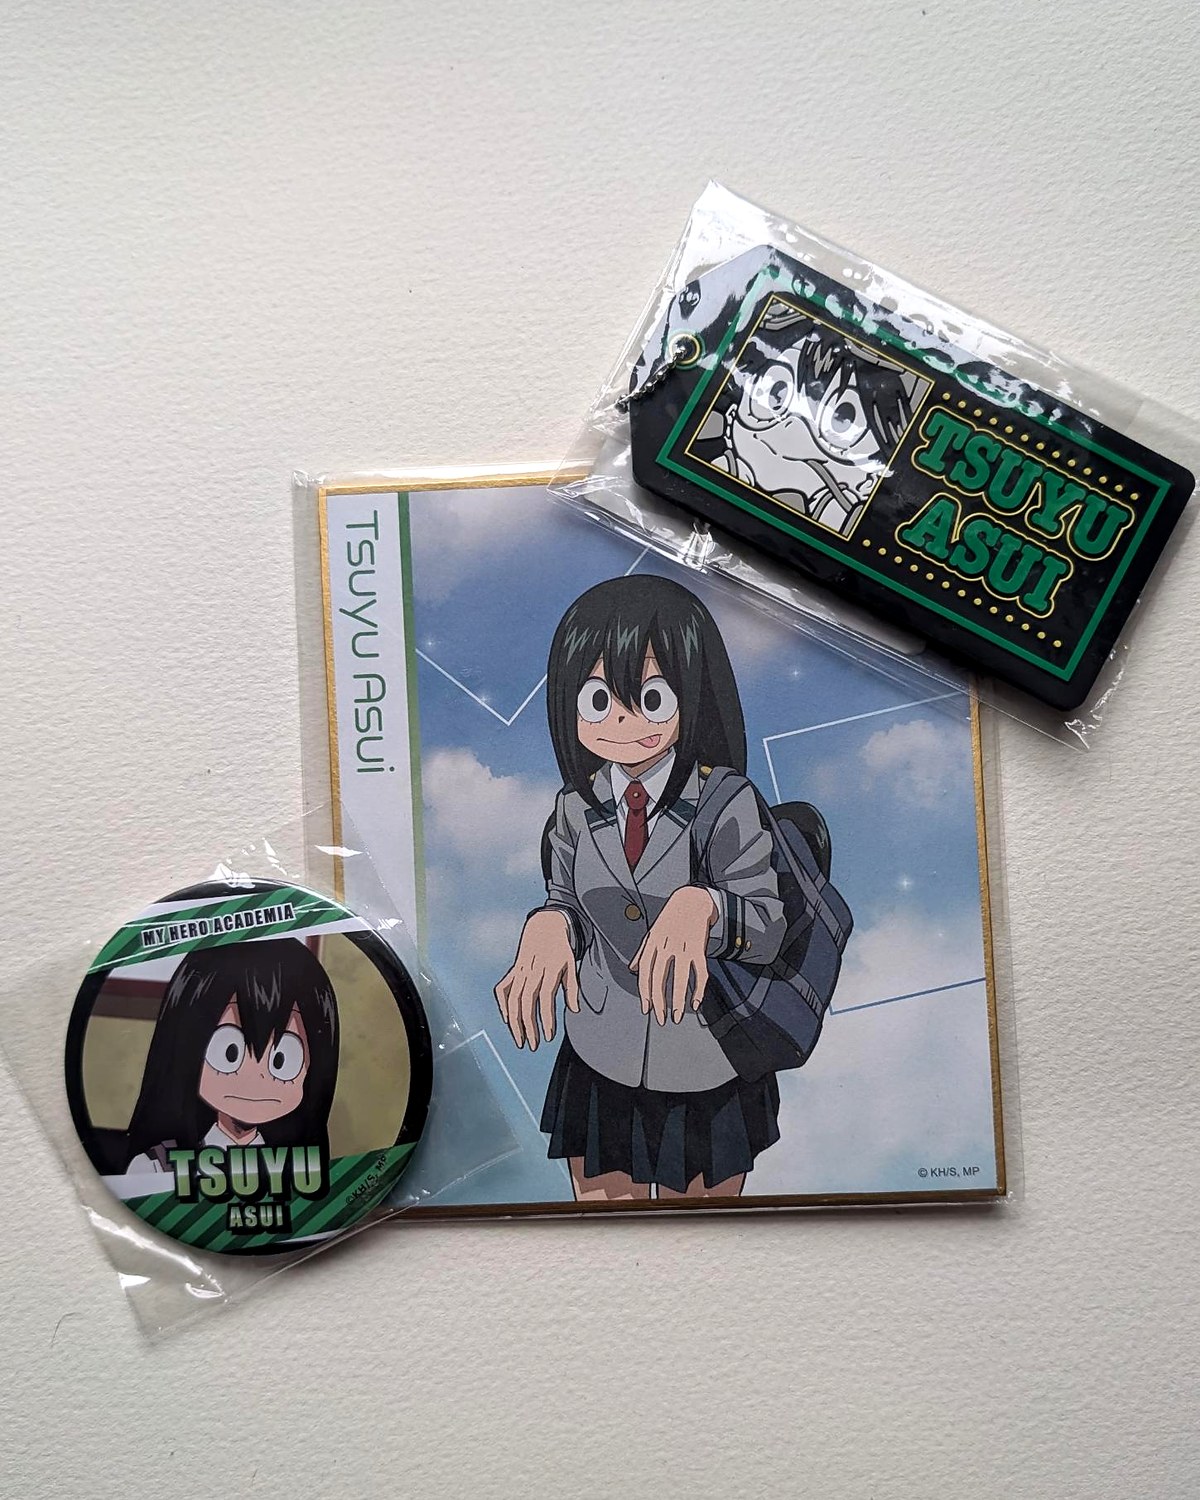 TSUYU
ASUI
Tsuyu Asui
MY HERO ACADEMIA
TSUYU
ASUI
©KH/S, MP
© KH/S, MP